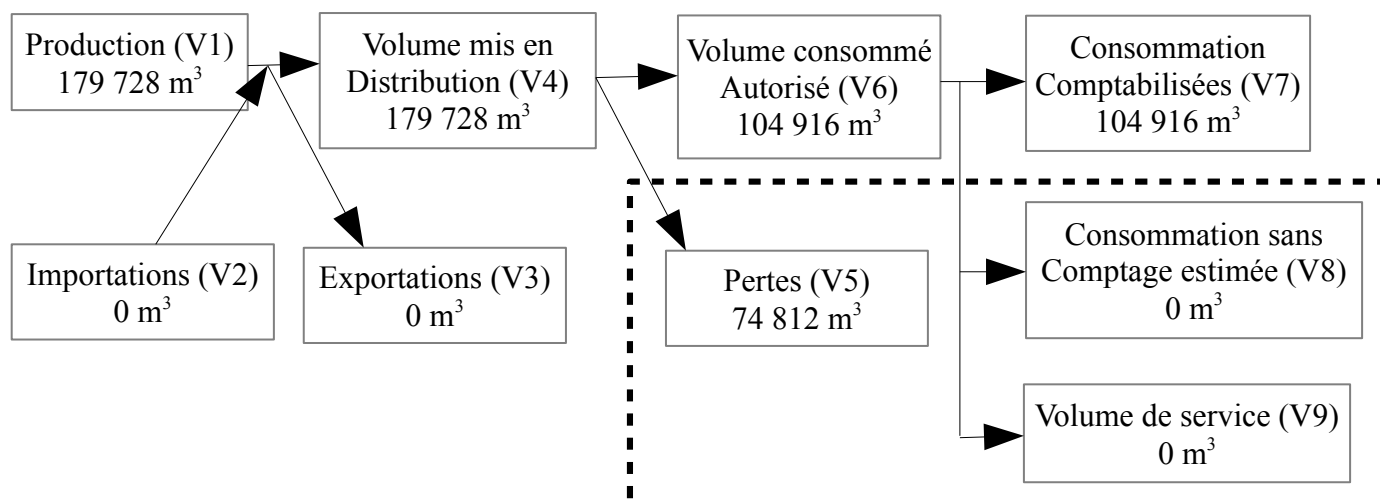 Production (V1)
179 728 m³
Volume mis en
Distribution (V4)
179 728 m³
Volume consommé
Autorisé (V6)
104 916 m³
Consommation
Comptabilisées (V7)
104 916 m³
Importations (V2)
0 m³
Exportations (V3)
0 m³
Pertes (V5)
74 812 m³
Consommation sans
Comptage estimée (V8)
0 m³
Volume de service (V9)
0 m³